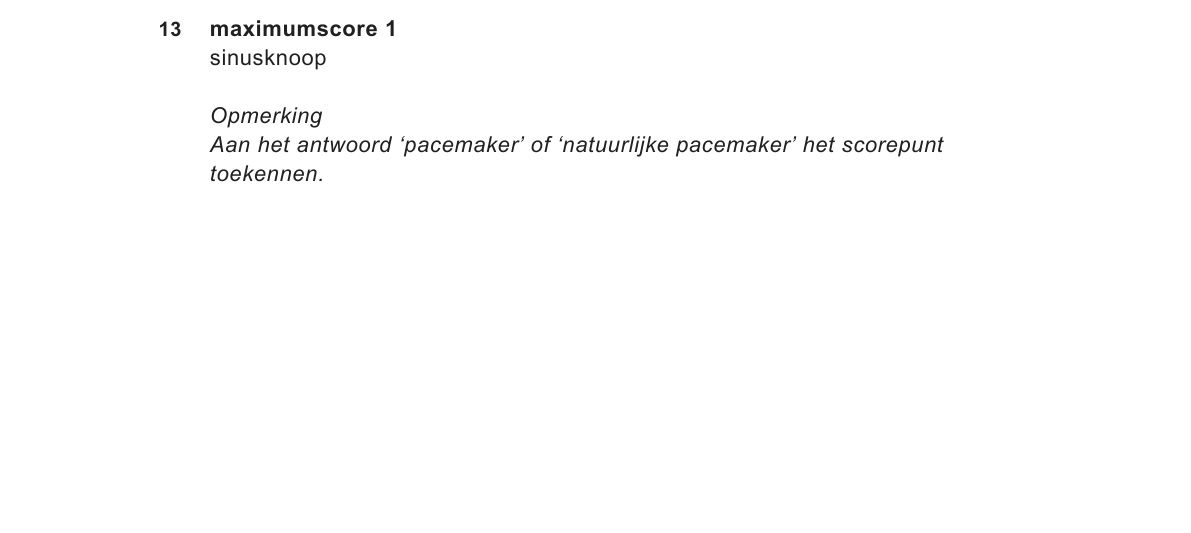 13 maximumscore 1
sinusknoop
Opmerking
Aan het antwoord ‘pacemaker’ of ‘natuurlijke pacemaker’ het scorepunt
toekennen.